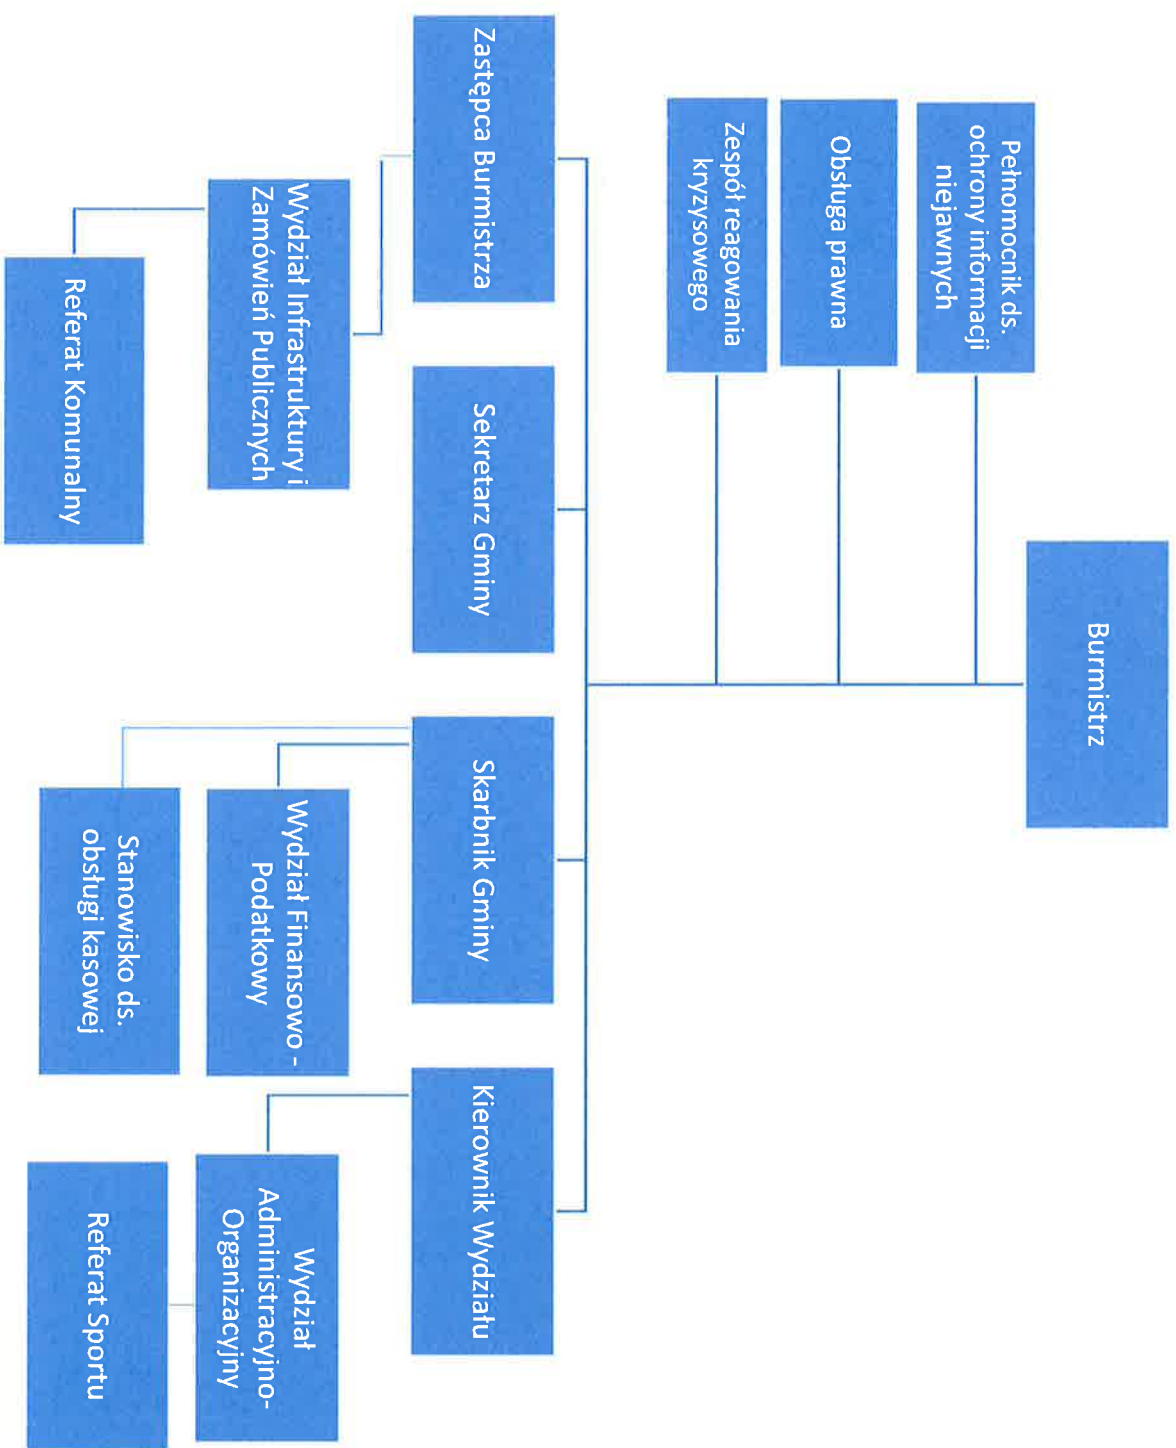 Burmistrz
Pełnomocnik ds.
ochrony informacji
niejawnych
Obsługa prawna
Zespół reagowania
kryzysowego
Zastępca Burmistrza
Sekretarz Gminy
Skarbnik Gminy
Kierownik Wydziału
Wydział Infrastruktury i
Zamówień Publicznych
Wydział Finansowo -
Podatkowy
Wydział
Administracyjno-
Organizacyjny
Referat Komunalny
Stanowisko ds.
obsługi kasowej
Referat Sportu